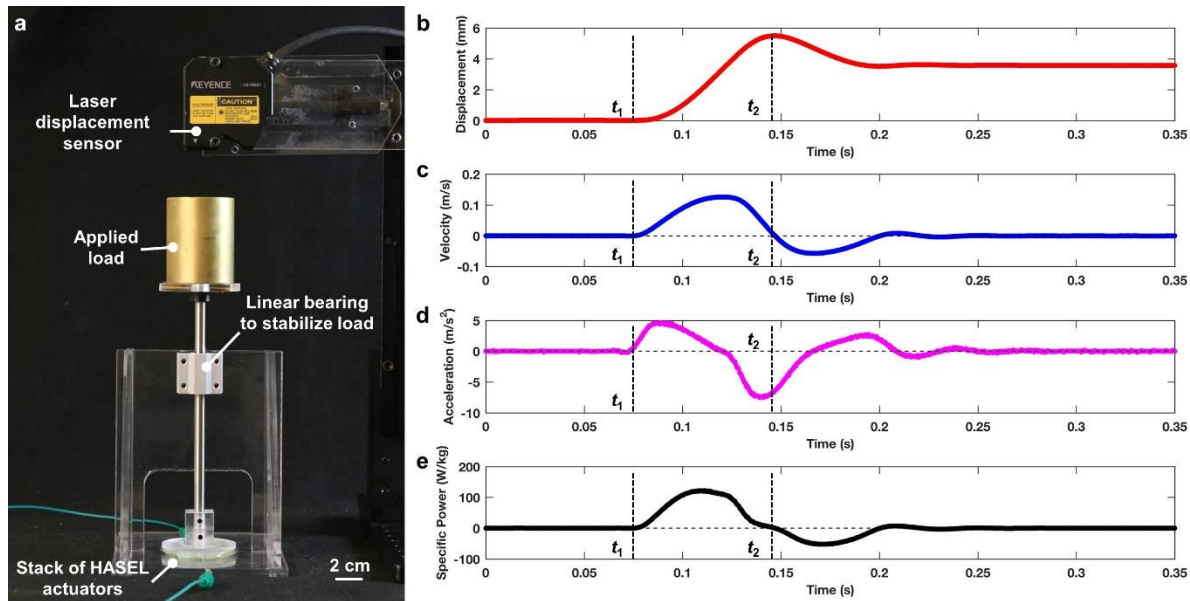 a
Laser
displacement
sensor
KEYENCE
CAUTION
Applied
load
Linear bearing
to stabilize load
Stack of HASEL
actuators
2 cm
b
Displacement (mm)
6
4
2
0
t1
t2
0 0.05 0.1 0.15 0.2 0.25 0.3 0.35
Time (s)
c
Velocity (m/s)
0.2
0.1
0
-0.1
t1
t2
0 0.05 0.1 0.15 0.2 0.25 0.3 0.35
Time (s)
d
Acceleration (m/s²)
5
0
-5
-10
t2
t1
0 0.05 0.1 0.15 0.2 0.25 0.3 0.35
Time (s)
e
Specific Power (W/kg)
200
100
0
-100
t1
t2
0 0.05 0.1 0.15 0.2 0.25 0.3 0.35
Time (s)